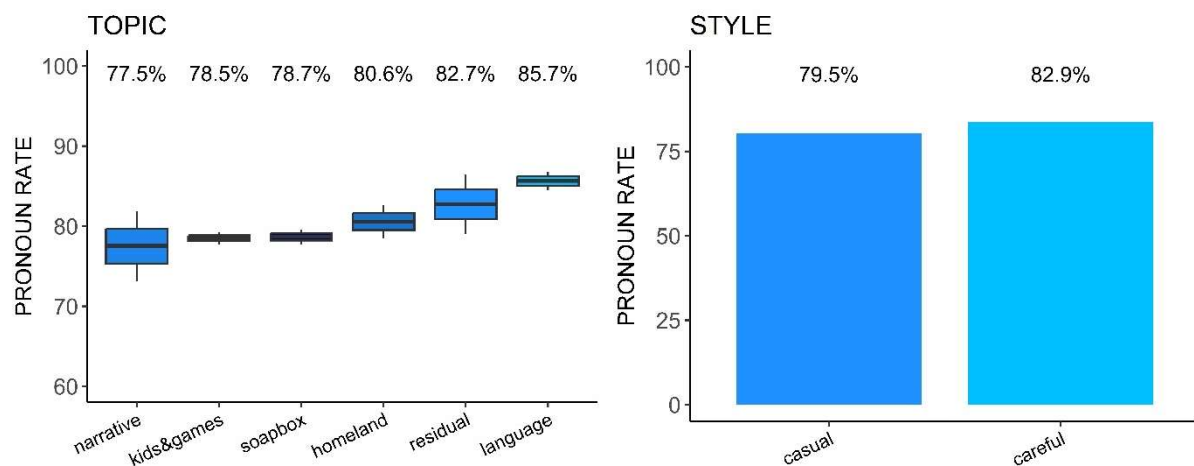 TOPIC
77.5% 78.5% 78.7% 80.6% 82.7% 85.7%
PRONOUN RATE
100
90
80
70
60
narrative kids&games soapbox homeland residual language
STYLE
79.5% 82.9%
PRONOUN RATE
100
75
50
25
0
casual careful